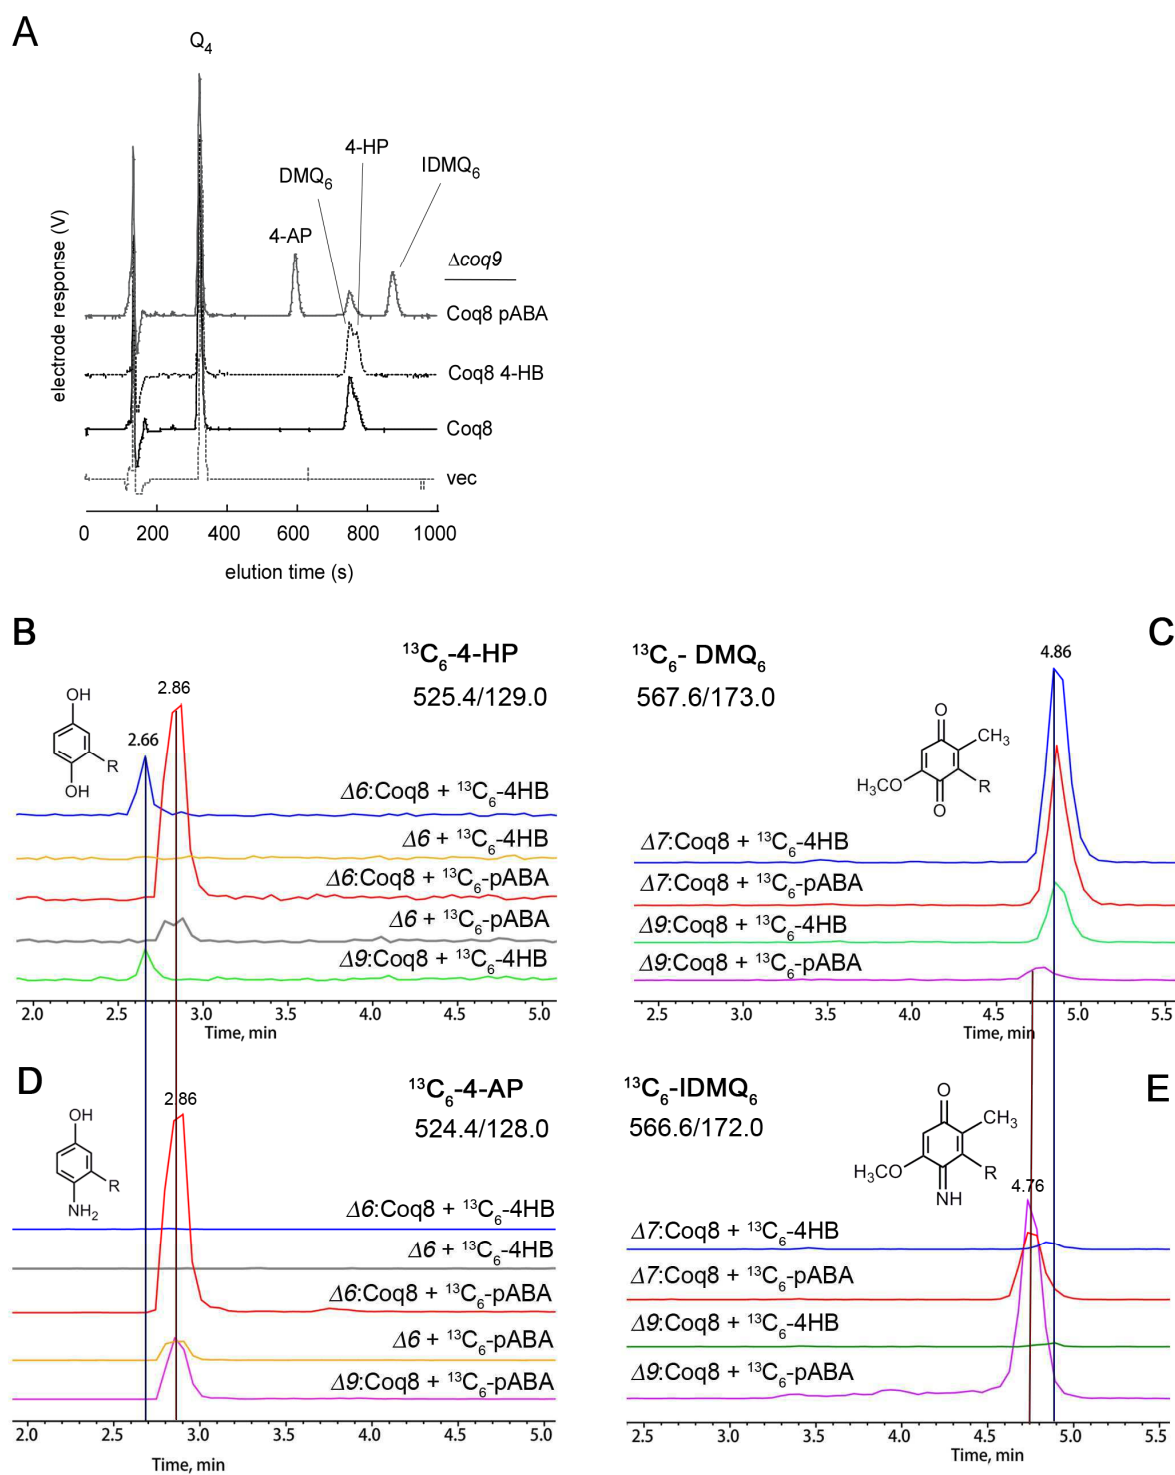 A
Q4
4-HP
DMQ6
IDMQ6
4-AP
Δcoq9
Coq8 pABA
Coq8 4-HB
Coq8
vec
electrode response (V)
0 200 400 600 800 1000
elution time (s)
B
13C6-4-HP
525.4/129.0
OH
R
OH
2.86
2.66
Δ6:Coq8 + 13C6-4HB
Δ6 + 13C6-4HB
Δ6:Coq8 + 13C6-pABA
Δ6 + 13C6-pABA
Δ9:Coq8 + 13C6-4HB
2.0 2.5 3.0 3.5 4.0 4.5 5.0
Time, min
C
13C6- DMQ6
567.6/173.0
4.86
O
CH3
H3CO
R
O
Δ7:Coq8 + 13C6-4HB
Δ7:Coq8 + 13C6-pABA
Δ9:Coq8 + 13C6-4HB
Δ9:Coq8 + 13C6-pABA
2.5 3.0 3.5 4.0 4.5 5.0 5.5
Time, min
D
13C6-4-AP
524.4/128.0
2.86
OH
R
NH2
Δ6:Coq8 + 13C6-4HB
Δ6 + 13C6-4HB
Δ6:Coq8 + 13C6-pABA
Δ6 + 13C6-pABA
Δ9:Coq8 + 13C6-pABA
2.0 2.5 3.0 3.5 4.0 4.5 5.0
Time, min
E
13C6-IDMQ6
566.6/172.0
O
CH3
H3CO
R
NH
4.76
Δ7:Coq8 + 13C6-4HB
Δ7:Coq8 + 13C6-pABA
Δ9:Coq8 + 13C6-4HB
Δ9:Coq8 + 13C6-pABA
2.5 3.0 3.5 4.0 4.5 5.0 5.5
Time, min